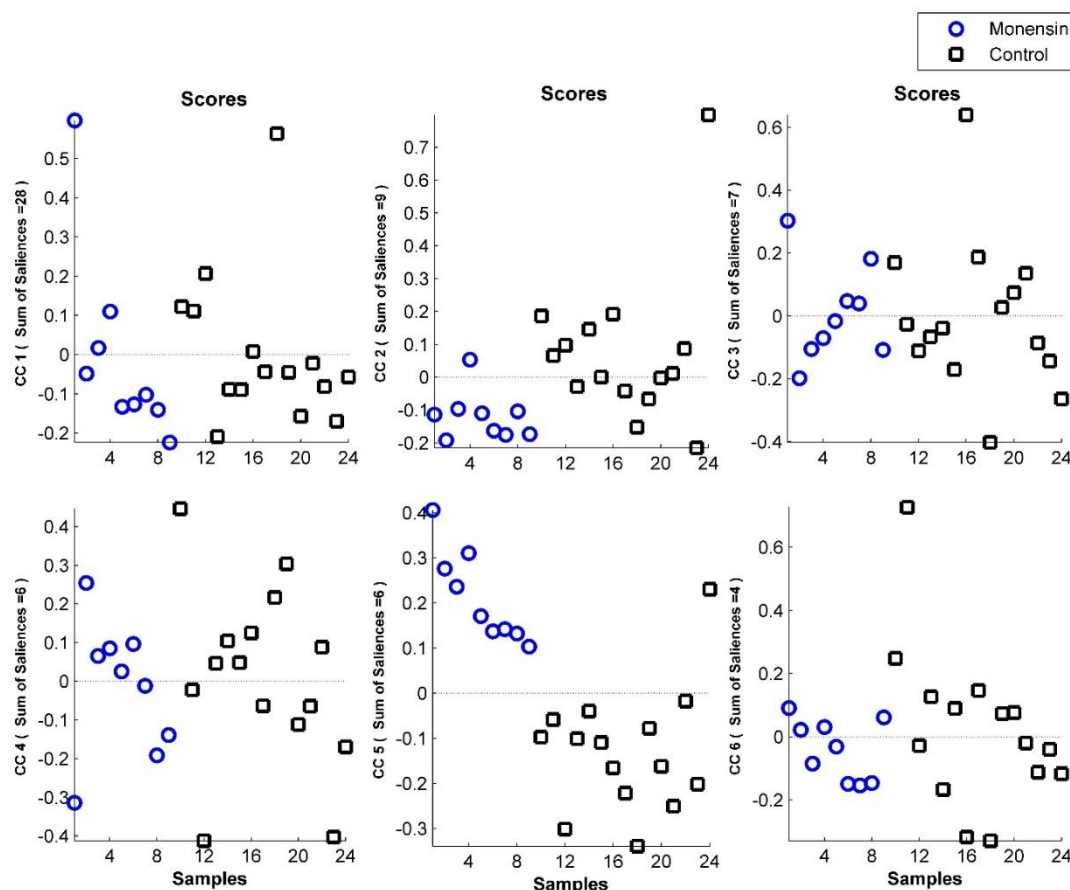 Monensin
Control
Scores
Scores
Scores
CC 1 ( Sum of Saliences =28 )
0.5
0.4
0.3
0.2
0.1
0
-0.1
-0.2
4 8 12 16 20 24
CC 2 ( Sum of Saliences =9 )
0.7
0.6
0.5
0.4
0.3
0.2
0.1
0
-0.1
-0.2
4 8 12 16 20 24
CC 3 ( Sum of Saliences =7 )
0.6
0.4
0.2
0
-0.2
-0.4
4 8 12 16 20 24
CC 4 ( Sum of Saliences =6 )
0.4
0.3
0.2
0.1
0
-0.1
-0.2
-0.3
-0.4
4 8 12 16 20 24
Samples
CC 5 ( Sum of Saliences =6 )
0.4
0.3
0.2
0.1
0
-0.1
-0.2
-0.3
4 8 12 16 20 24
Samples
CC 6 ( Sum of Saliences =4 )
0.6
0.4
0.2
0
-0.2
4 8 12 16 20 24
Samples